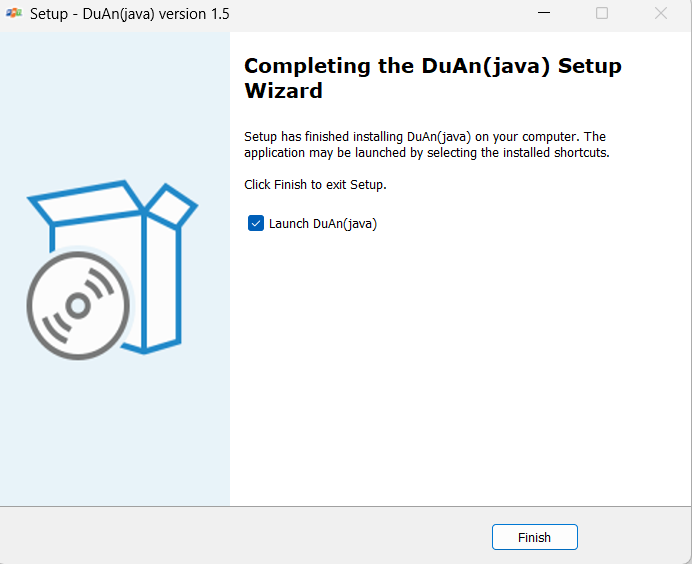 Setup - DuAn(java) version 1.5
Completing the DuAn(java) Setup
Wizard
Setup has finished installing DuAn(java) on your computer. The
application may be launched by selecting the installed shortcuts.
Click Finish to exit Setup.
Launch DuAn(java)
Finish